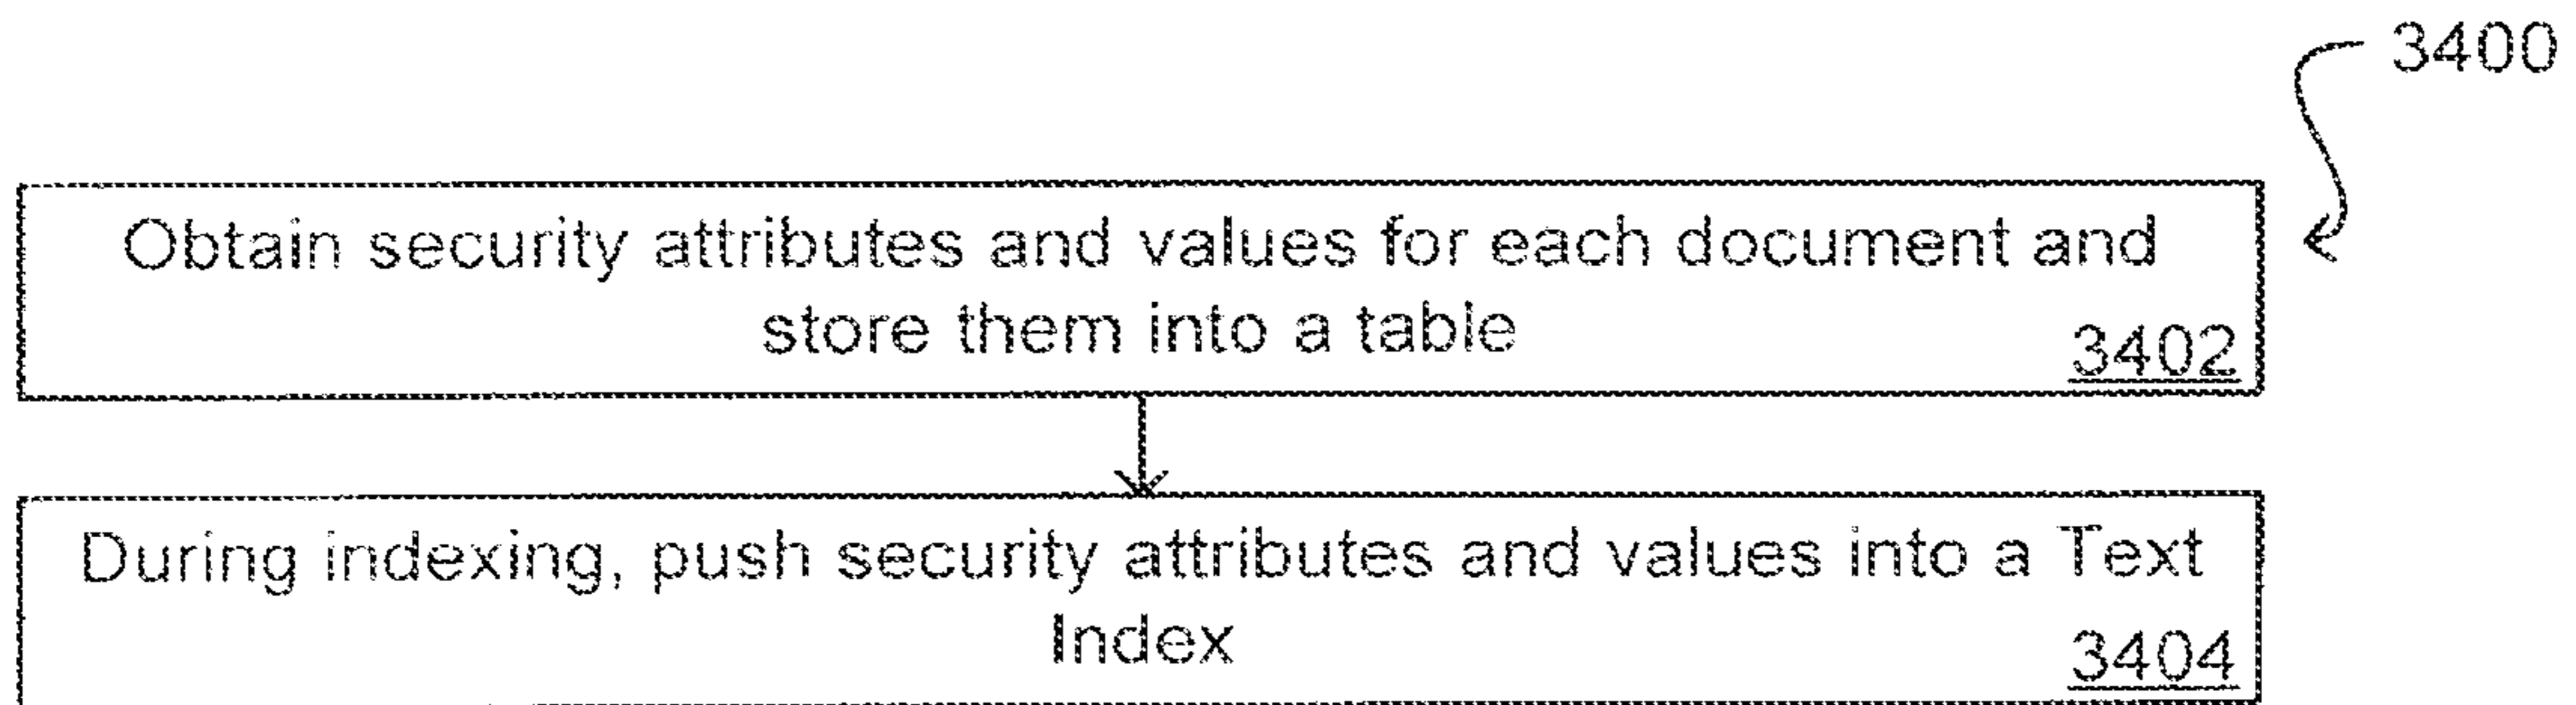 3400
Obtain security attributes and values for each document and
store them into a table
3402
During indexing, push security attributes and values into a Text
Index
3404